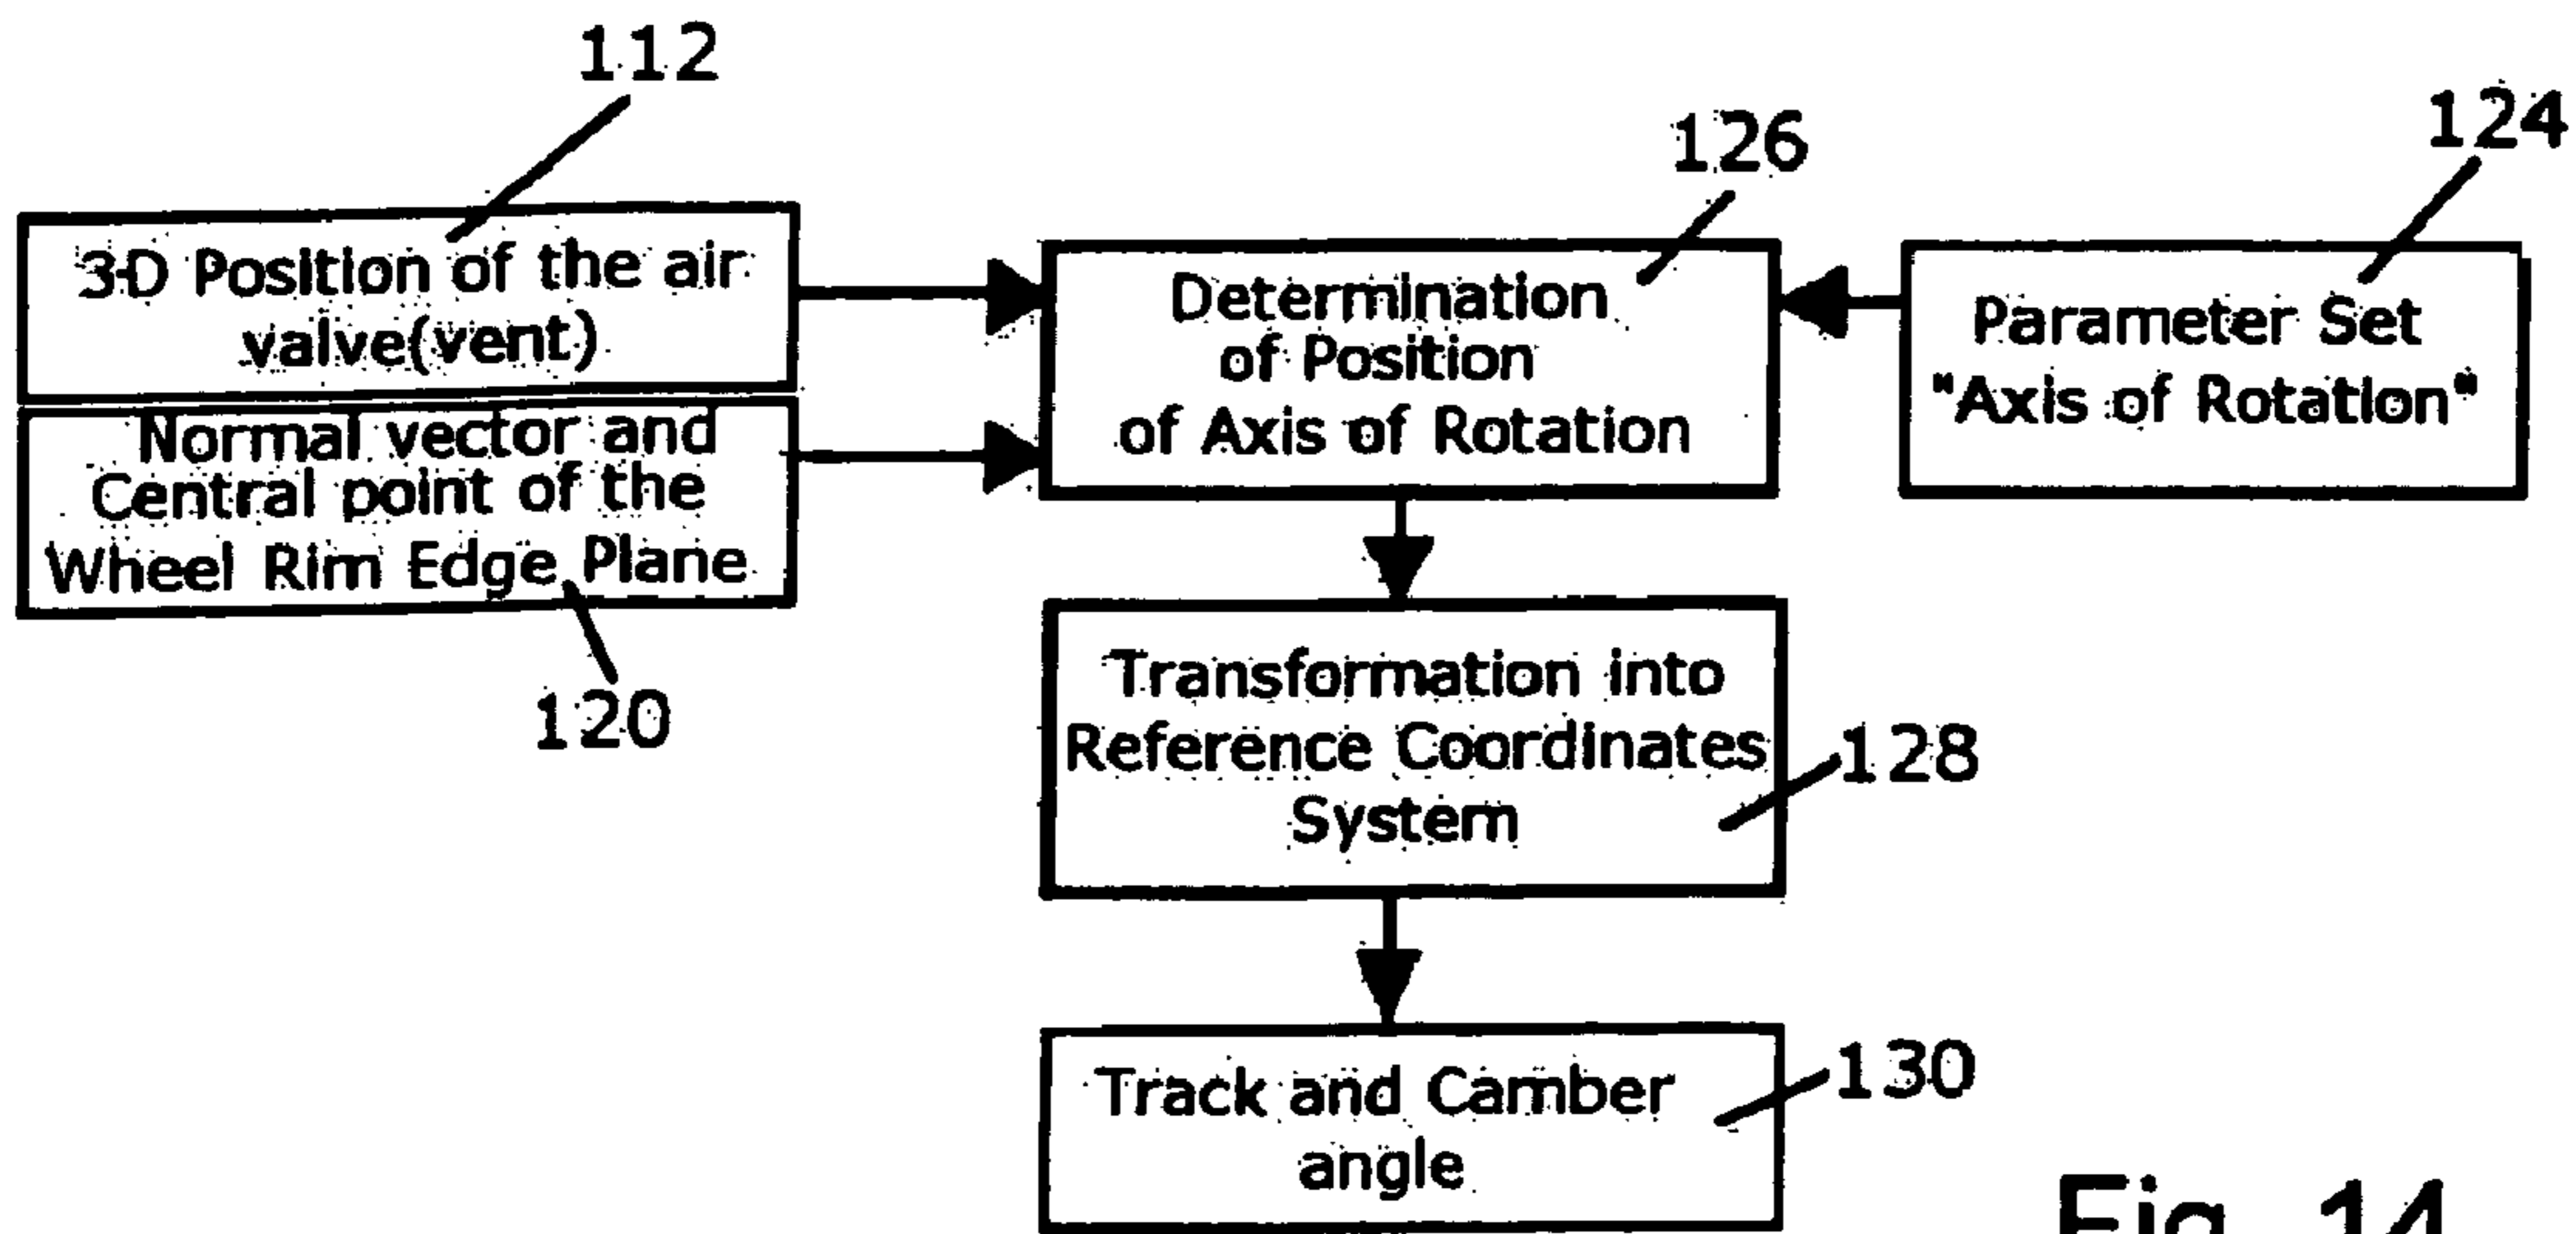 112
124
126
3-D Position of the air
valve(vent)
Determination
of Position
of Axis of Rotation
Parameter Set
"Axis of Rotation"
Normal vector and
Central point of the
Wheel Rim Edge Plane
120
Transformation into
Reference Coordinates
System
128
Track and Camber
angle
130
Fig. 14